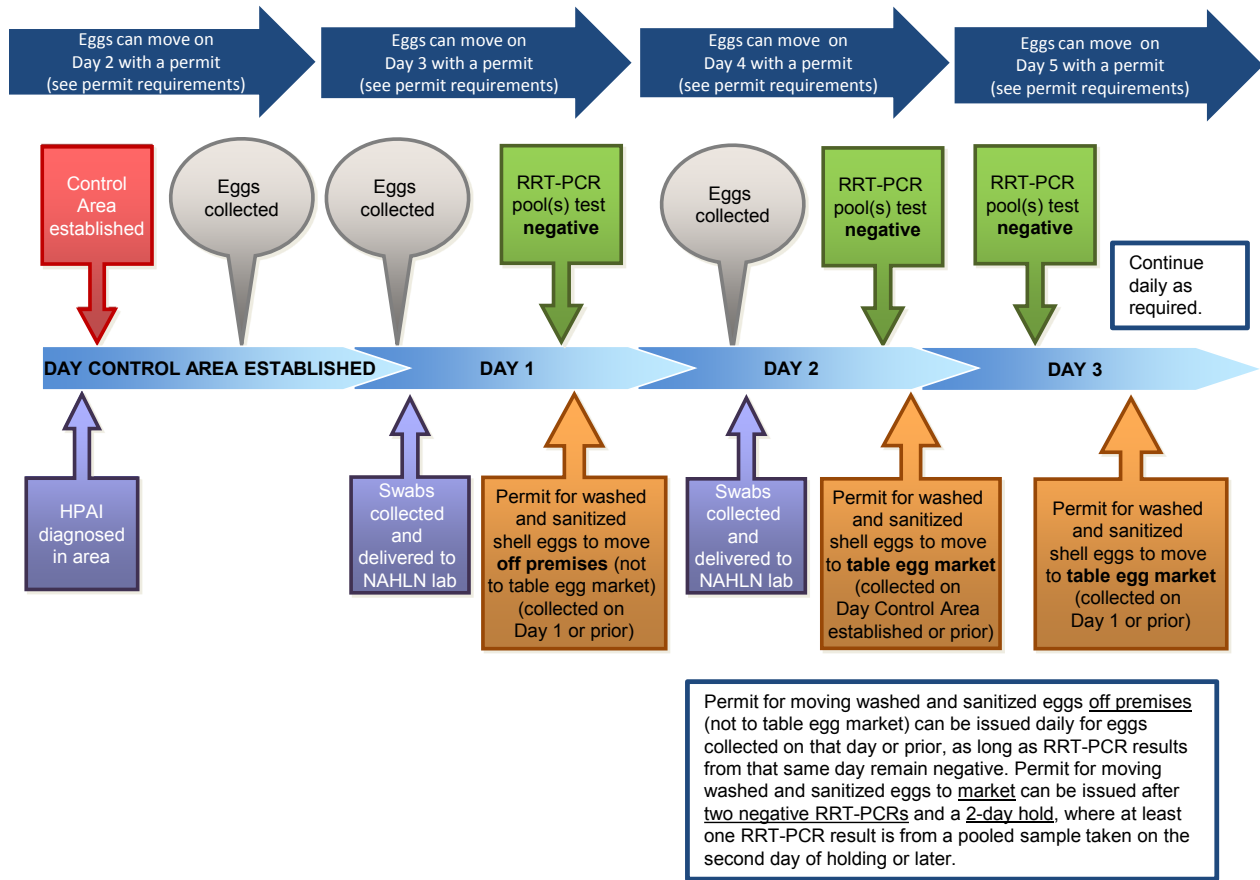 Eggs can move on
Day 2 with a permit
(see permit requirements)
Eggs can move on
Day 3 with a permit
(see permit requirements)
Eggs can move on
Day 4 with a permit
(see permit requirements)
Eggs can move on
Day 5 with a permit
(see permit requirements)
Control
Area
established
Eggs
collected
Eggs
collected
RRT-PCR
pool(s) test
negative
Eggs
collected
RRT-PCR
pool(s) test
negative
RRT-PCR
pool(s) test
negative
Continue
daily as
required.
DAY CONTROL AREA ESTABLISHED
DAY 1
DAY 2
DAY 3
HPAI
diagnosed
in area
Swabs
collected
and
delivered to
NAHLN lab
Permit for washed
and sanitized
shell eggs to move
off premises (not
to table egg market)
(collected on
Day 1 or prior)
Swabs
collected
and
delivered to
NAHLN lab
Permit for washed
and sanitized
shell eggs to move
to table egg market
(collected on
Day Control Area
established or prior)
Permit for washed
and sanitized
shell eggs to move
to table egg market
(collected on
Day 1 or prior)
Permit for moving washed and sanitized eggs off premises
(not to table egg market) can be issued daily for eggs
collected on that day or prior, as long as RRT-PCR results
from that same day remain negative. Permit for moving
washed and sanitized eggs to market can be issued after
two negative RRT-PCRs and a 2-day hold, where at least
one RRT-PCR result is from a pooled sample taken on the
second day of holding or later.